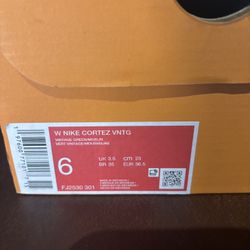 W NIKE CORTEZ VNTG
VINTAGE GREEN/MUSLIN
VERT VINTAGE/MOUSSELINE
6
UK 3,5 CM 23
BR 35 EUR 36.5
FJ2530 301